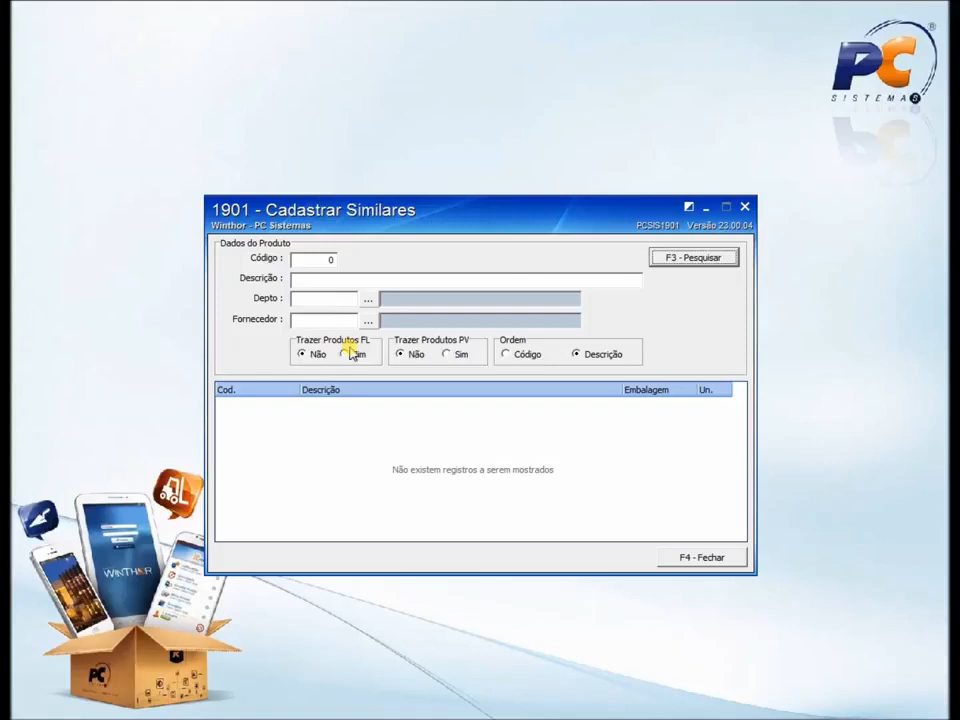 PC
SISTEMAS
1901 - Cadastrar Similares
Winthor - PC Sistemas
PCSIS1901 Versão 23.00.04
Dados do Produto
Código : 0
F3 - Pesquisar
Descrição :
Depto : ...
Fornecedor : ...
Trazer Produtos FL Trazer Produtos PV Ordem
Não Sim Não Sim Código Descrição
Cod. Descrição Embalagem Un.
Não existem registros a serem mostrados
F4 - Fechar
WINTHOR
PC